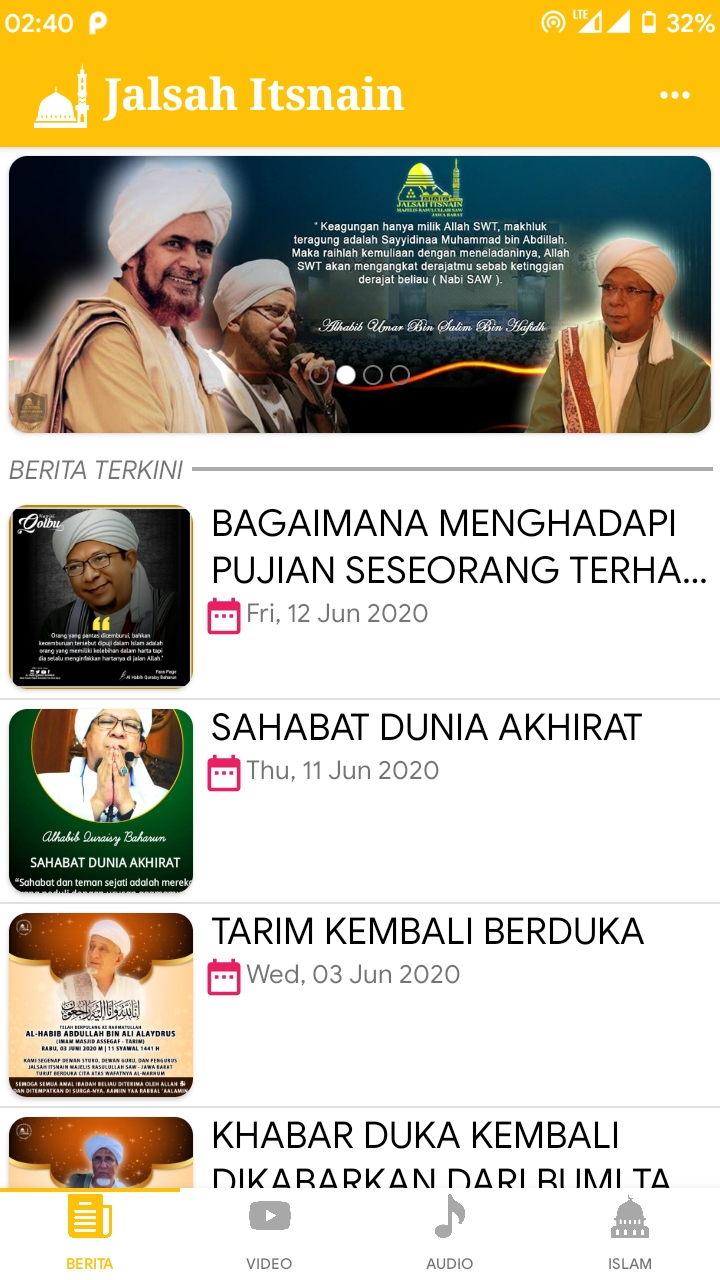 02:40
LTE
32%
Jalsah Itsnain
JALSAH ITSNAIN
MAJELIS RASULULLAH SAW
JAWA BARAT
“ Keagungan hanya milik Allah SWT, makhluk
teragung adalah Sayyidinaa Muhammad bin Abdillah.
Maka raihlah kemuliaan dengan meneladaninya, Allah
SWT akan mengangkat derajatmu sebab ketinggian
derajat beliau ( Nabi SAW ).
Alhabib Umar Bin Salim Bin Hafidh
BERITA TERKINI
Qolbu
Orang yang pantas dicemburui, bahkan
kecemburuan tersebut dipuji dalam Islam adalah
orang yang memiliki kelebihan dalam harta tapi
dia selalu menginfakkan hartanya di jalan Allah."
Fans Page
Al Habib Quraisy Baharun
BAGAIMANA MENGHADAPI
PUJIAN SESEORANG TERHA...
Fri, 12 Jun 2020
Alhabib Quraisy Baharun
SAHABAT DUNIA AKHIRAT
“Sahabat dan teman sejati adalah mereka
SAHABAT DUNIA AKHIRAT
Thu, 11 Jun 2020
إنا لله وإنا إليه راجعون
TELAH BERPULANG KE RAHMATULLAH
AL-HABIB ABDULLAH BIN ALI ALAYDRUS
(IMAM MASJID ASSEGAF - TARIM)
RABU, 03 JUNI 2020 M | 11 SYAWAL 1441 H
KAMI SEGENAP DEWAN SYURO, DEWAN GURU, DAN PENGURUS
JALSAH ITSNAIN MAJELIS RASULULLAH SAW - JAWA BARAT
TURUT BERDUKA CITA ATAS WAFATNYA AL-MARHUM
SEMOGA SEMUA AMAL IBADAH BELIAU DITERIMA OLEH ALLAH
DAN DITEMPATKAN DI SURGA-NYA. AAMIIN YAA RABBAL 'AALAMIN
TARIM KEMBALI BERDUKA
Wed, 03 Jun 2020
KHABAR DUKA KEMBALI
DIKABARKAN DARI BUMI TA
BERITA
VIDEO
AUDIO
ISLAM